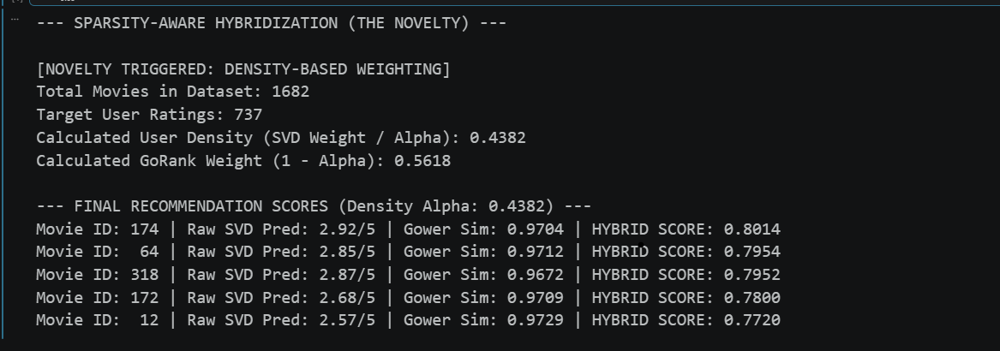 --- SPARSITY-AWARE HYBRIDIZATION (THE NOVELTY) ---
[NOVELTY TRIGGERED: DENSITY-BASED WEIGHTING]
Total Movies in Dataset: 1682
Target User Ratings: 737
Calculated User Density (SVD Weight / Alpha): 0.4382
Calculated GoRank Weight (1 - Alpha): 0.5618
--- FINAL RECOMMENDATION SCORES (Density Alpha: 0.4382) ---
Movie ID: 174 | Raw SVD Pred: 2.92/5 | Gower Sim: 0.9704 | HYBRID SCORE: 0.8014
Movie ID:  64 | Raw SVD Pred: 2.85/5 | Gower Sim: 0.9712 | HYBRID SCORE: 0.7954
Movie ID: 318 | Raw SVD Pred: 2.87/5 | Gower Sim: 0.9672 | HYBRID SCORE: 0.7952
Movie ID: 172 | Raw SVD Pred: 2.68/5 | Gower Sim: 0.9709 | HYBRID SCORE: 0.7800
Movie ID:  12 | Raw SVD Pred: 2.57/5 | Gower Sim: 0.9729 | HYBRID SCORE: 0.7720